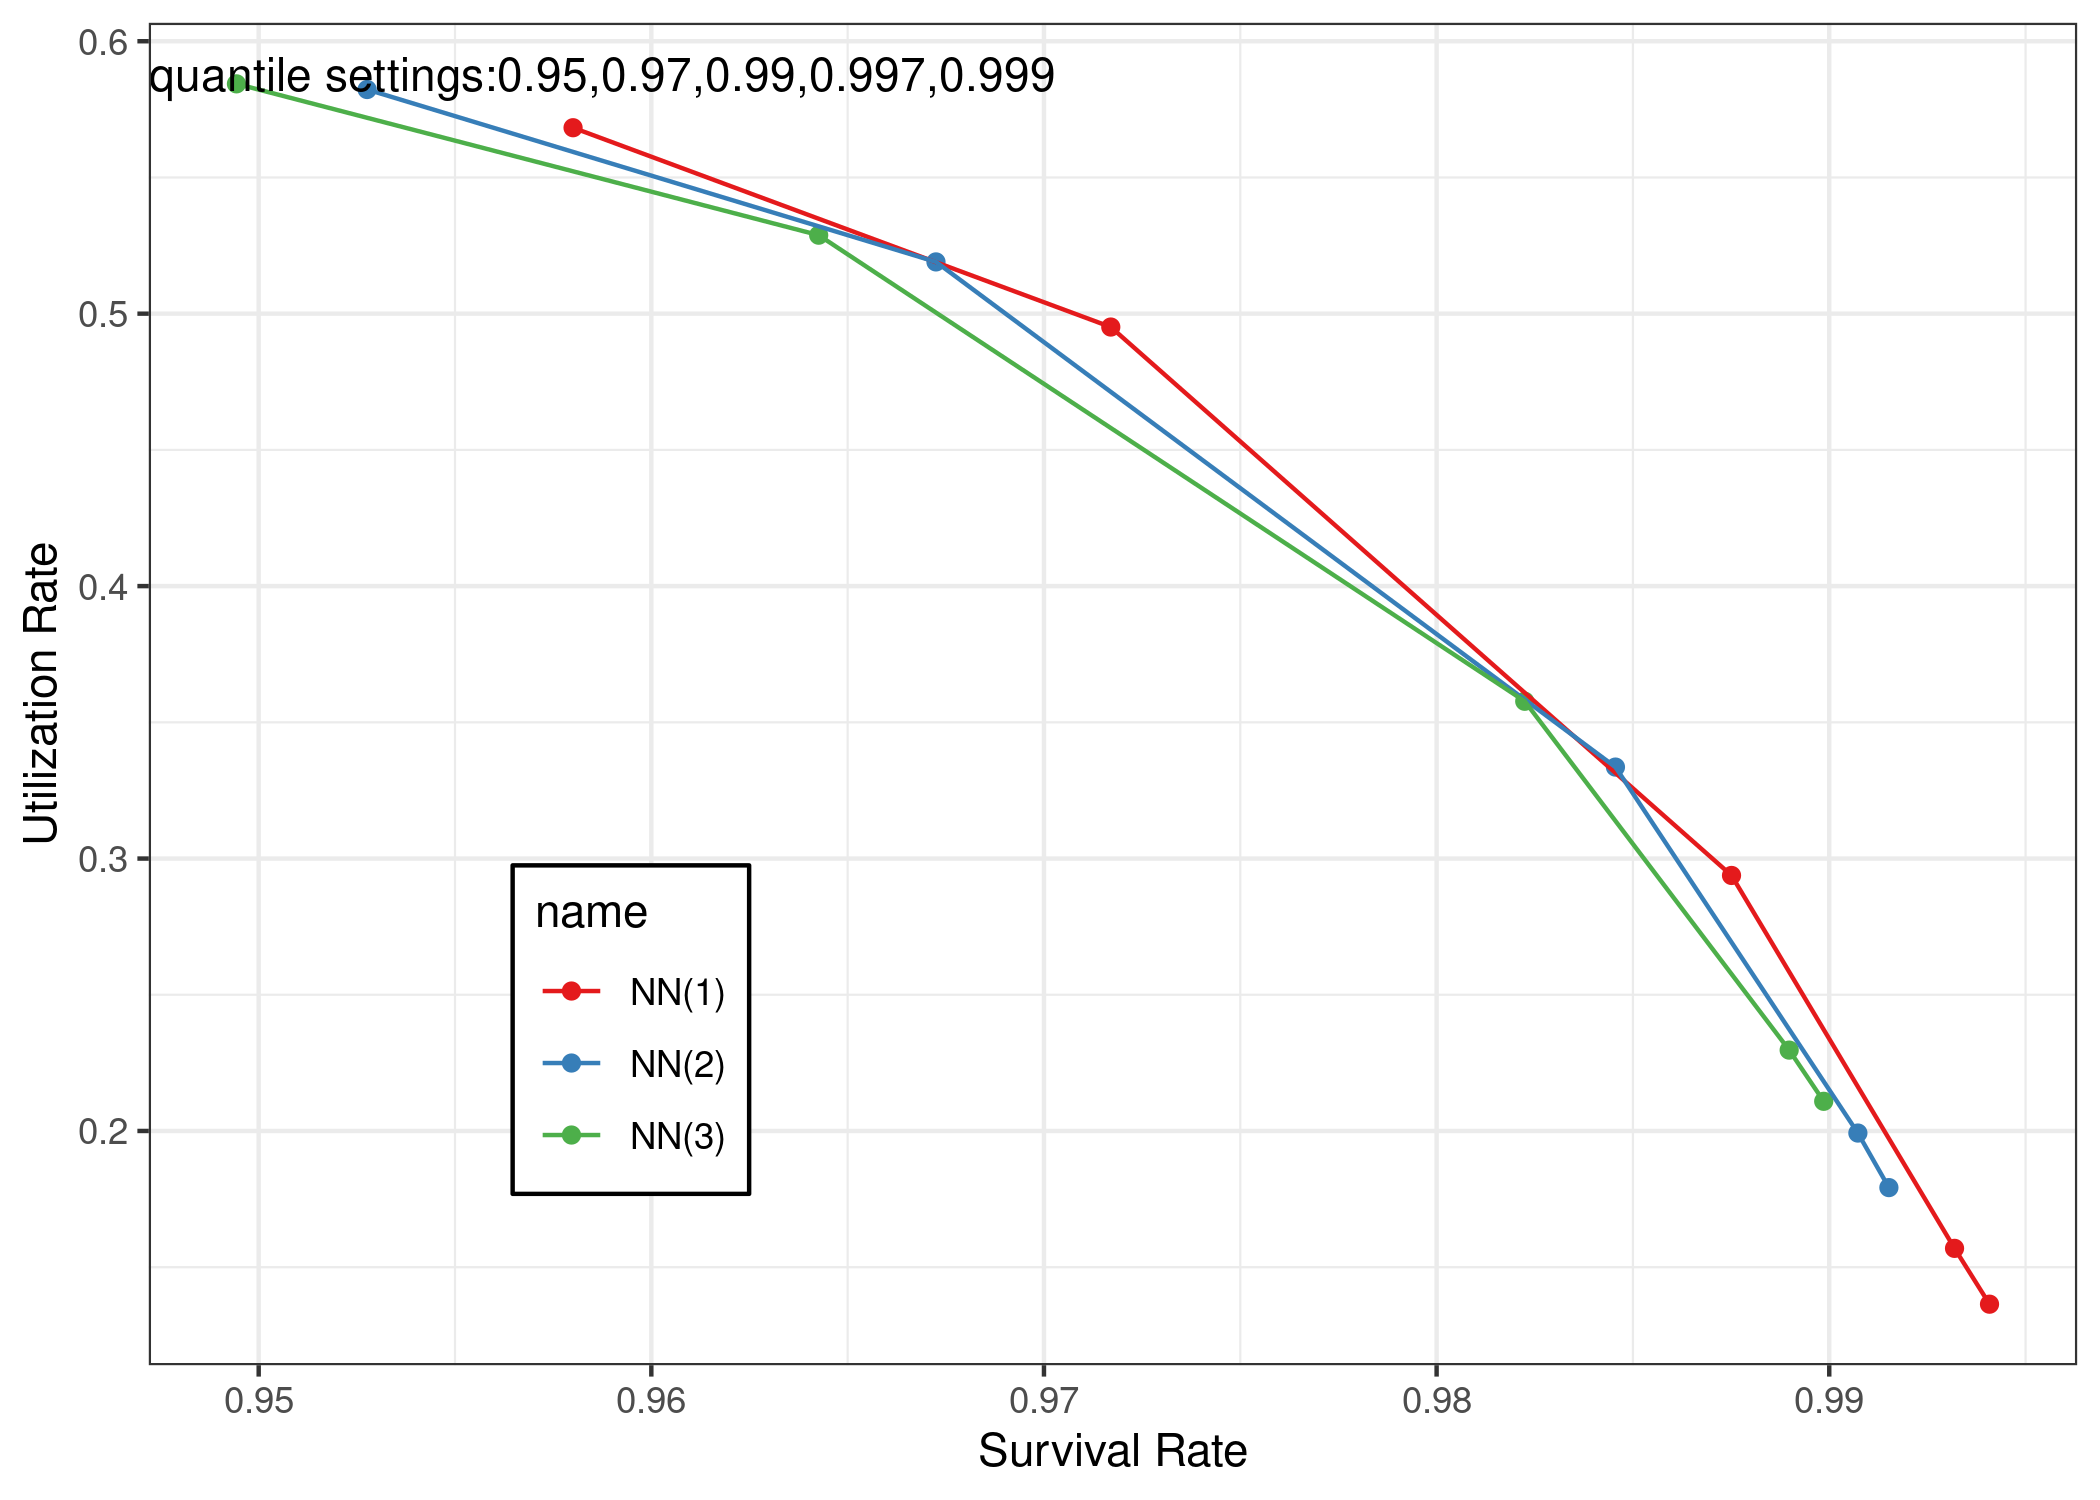 quantile settings:0.95,0.97,0.99,0.997,0.999
0.6
0.5
0.4
0.3
0.2
Utilization Rate
name
NN(1)
NN(2)
NN(3)
0.95
0.96
0.97
0.98
0.99
Survival Rate